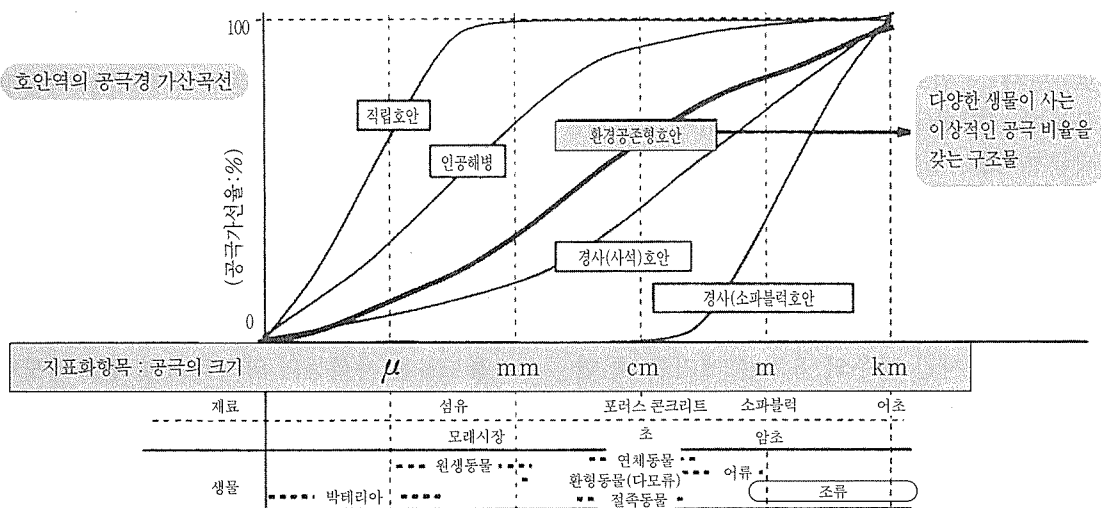 100
호안역의 공극경 가산곡선
직립호안
인공해병
환경공존형호안
다양한 생물이 사는
이상적인 공극 비율을
갖는 구조물
(공극가선율:%)
경사(사석)호안
경사(소파블럭호안
0
지표화항목 : 공극의 크기 μ mm cm m km
재료 섬유 포러스 콘크리트 소파블럭 어초
모래시장 초 암초
생물
원생동물 연체동물
환형동물(다모류) 어류
박테리아 절족동물 조류